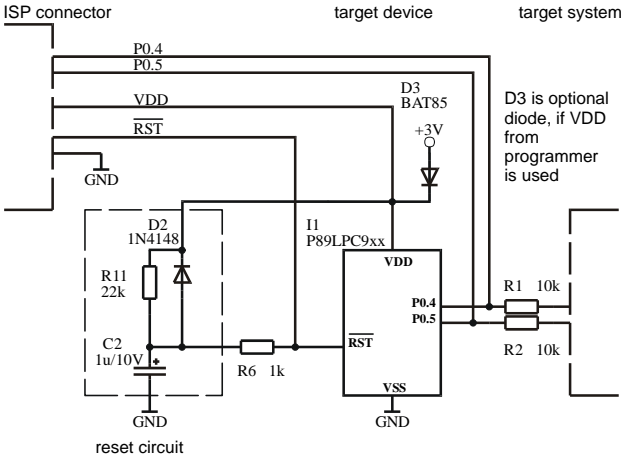 ISP connector
target device
target system
P0.4
P0.5
VDD
RST
GND
D3
BAT85
+3V
D3 is optional
diode, if VDD
from
programmer
is used
D2
1N4148
I1
P89LPC9xx
VDD
R11
22k
P0.4
P0.5
R1 10k
R2 10k
C2
1u/10V
+
R6 1k
RST
VSS
GND
GND
reset circuit